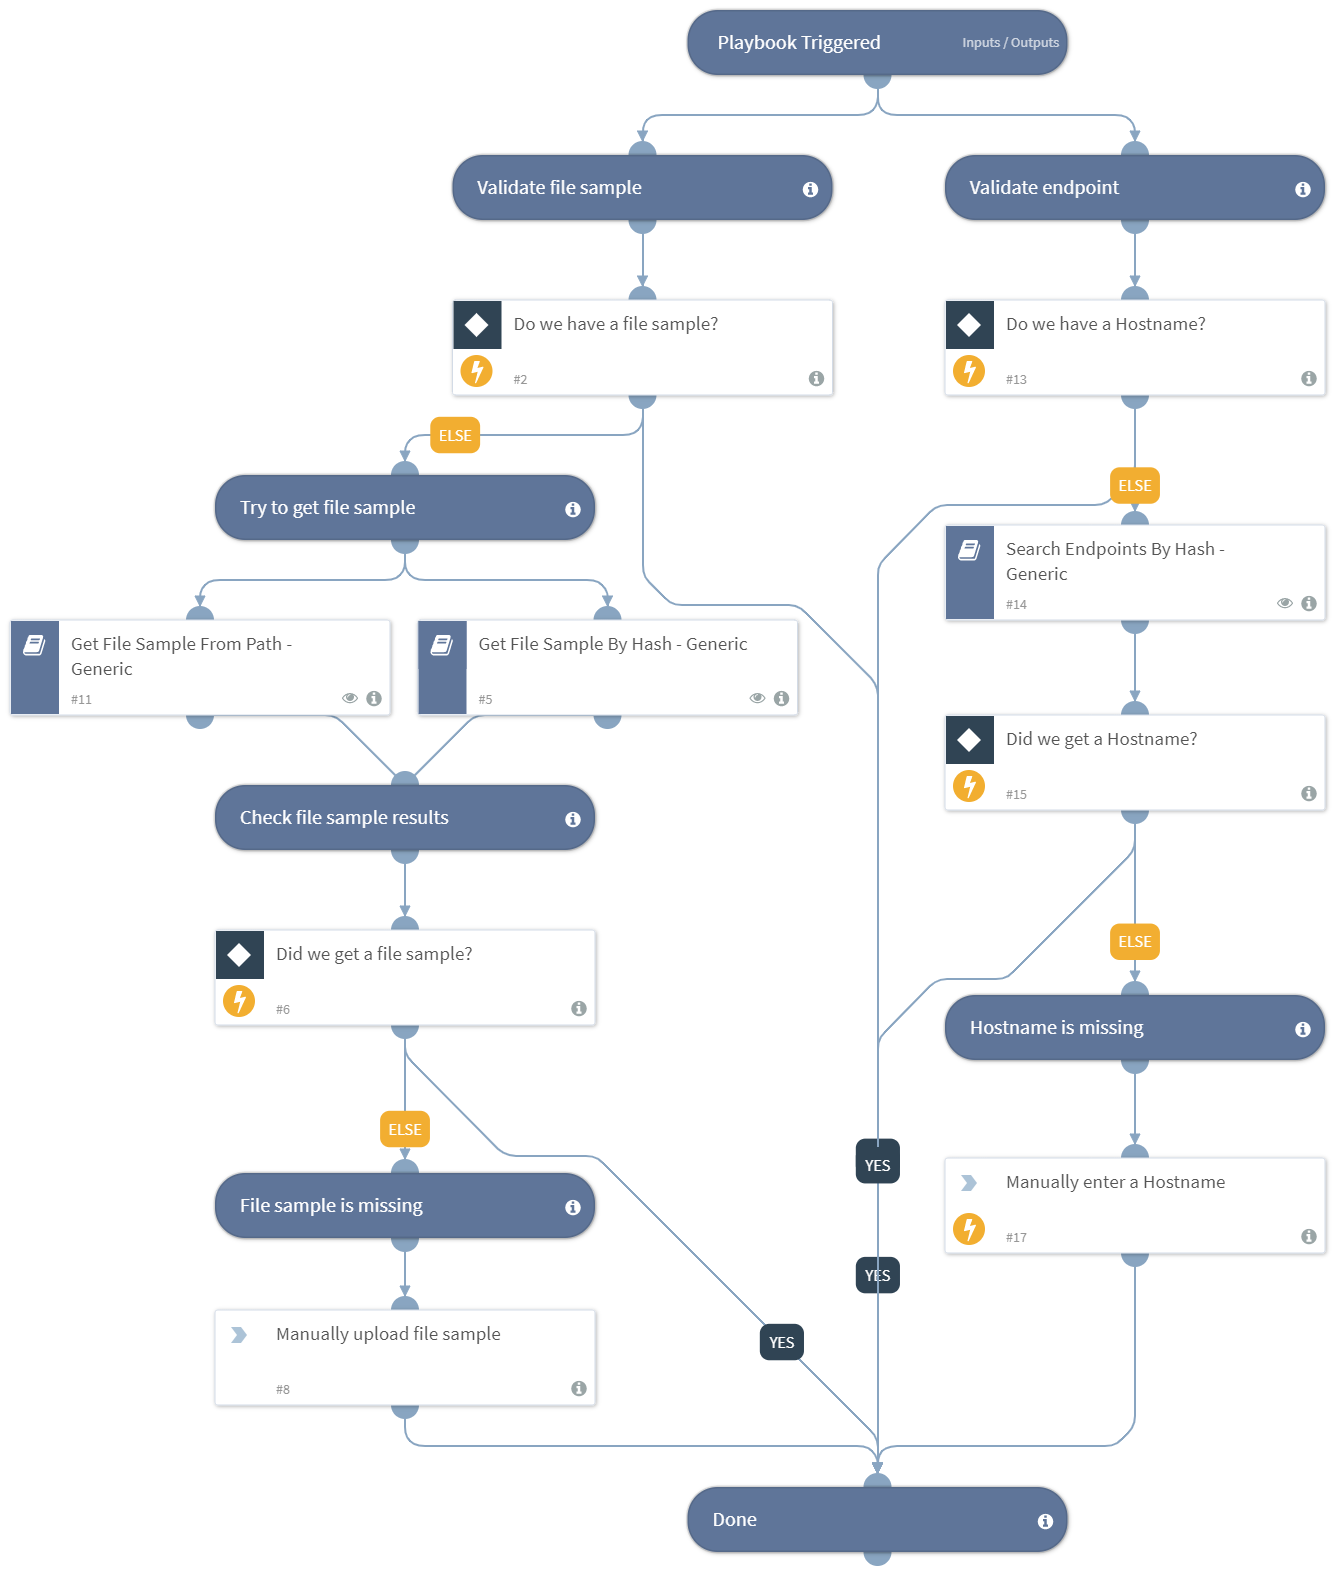 Playbook Triggered
Inputs / Outputs
Validate file sample
Validate endpoint
Do we have a file sample?
#2
Do we have a Hostname?
#13
ELSE
Try to get file sample
ELSE
Search Endpoints By Hash -
Generic
#14
Get File Sample From Path -
Generic
#11
Get File Sample By Hash - Generic
#5
Did we get a Hostname?
#15
Check file sample results
Did we get a file sample?
#6
ELSE
Hostname is missing
ELSE
YES
File sample is missing
Manually enter a Hostname
#17
YES
Manually upload file sample
#8
YES
Done